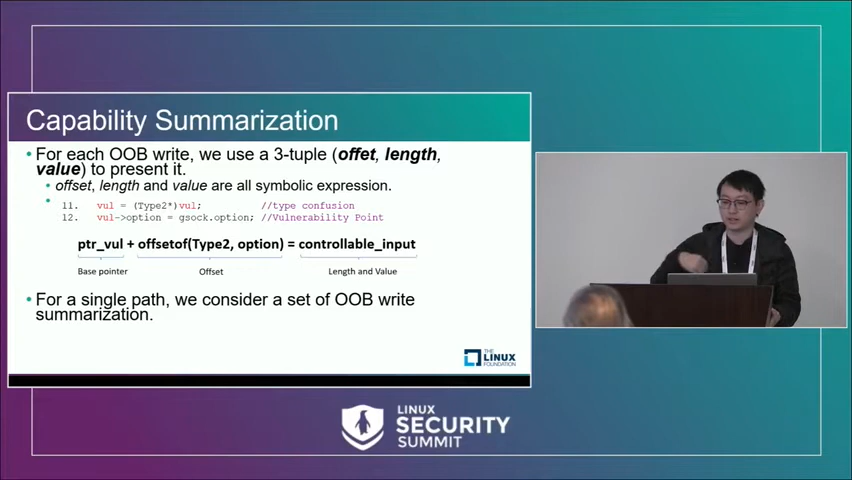 Capability Summarization
• For each OOB write, we use a 3-tuple (offet, length,
value) to present it.
• offset, length and value are all symbolic expression.
•
11. vul = (Type2*)vul; //type confusion
12. vul->option = gsock.option; //Vulnerability Point
ptr_vul + offsetof(Type2, option) = controllable_input
Base pointer Offset Length and Value
• For a single path, we consider a set of OOB write
summarization.
THE
LINUX
FOUNDATION
LINUX
SECURITY
SUMMIT